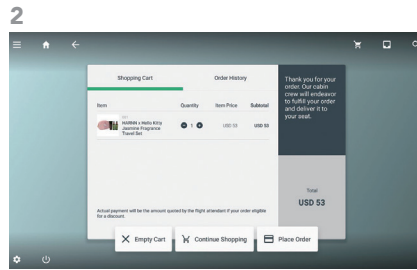 2
Shopping Cart
Order History
Thank you for your
order. Our cabin
crew will endeavor
to fulfill your order
and deliver it to
your seat.
Item
Quantity
Item Price
Subtotal
MARNN x Hello Kitty
Jasmine Fragrance
Travel Set
1
USD 53
USD 53
Total
USD 53
Actual payment will be the amount quoted by the flight attendant if your order eligible
for a discount.
Empty Cart
Continue Shopping
Place Order